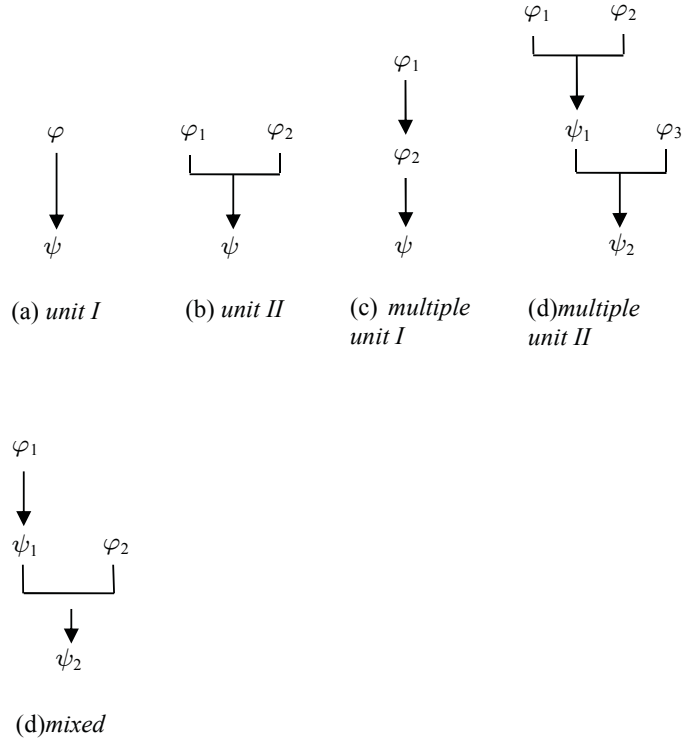 φ₁ φ₂
φ₁
φ φ₁ φ₂ φ₂ ψ₁ φ₃
ψ ψ ψ ψ₂
(a) unit I
(b) unit II
(c) multiple
unit I
(d)multiple
unit II
φ₁
ψ₁ φ₂
ψ₂
(d)mixed